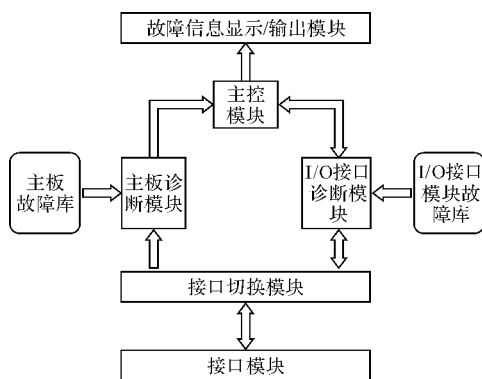 故障信息显示/输出模块
主控
模块
主板
故障库
主板诊
断模块
I/O接口
诊断模
块
I/O接口
模块故
障库
接口切换模块
接口模块